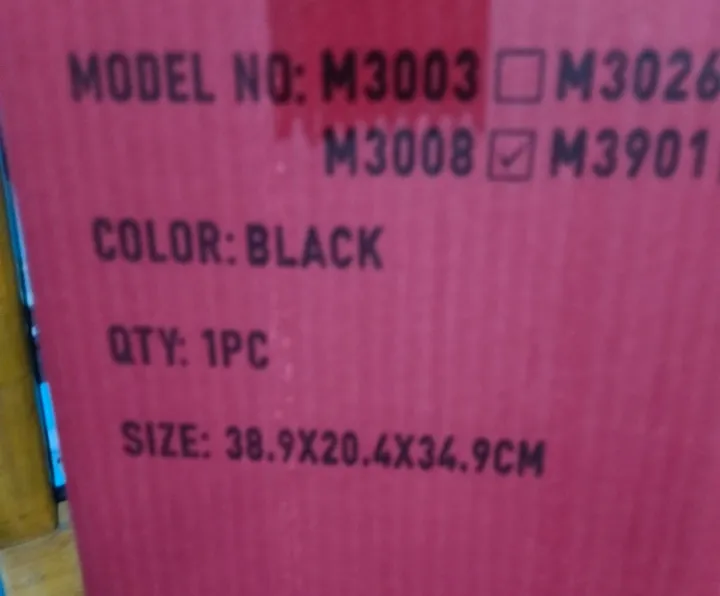 MODEL NO: M3003 ☐ M3026
M3008 ☑ M3901
COLOR: BLACK
QTY: 1PC
SIZE: 38.9X20.4X34.9CM